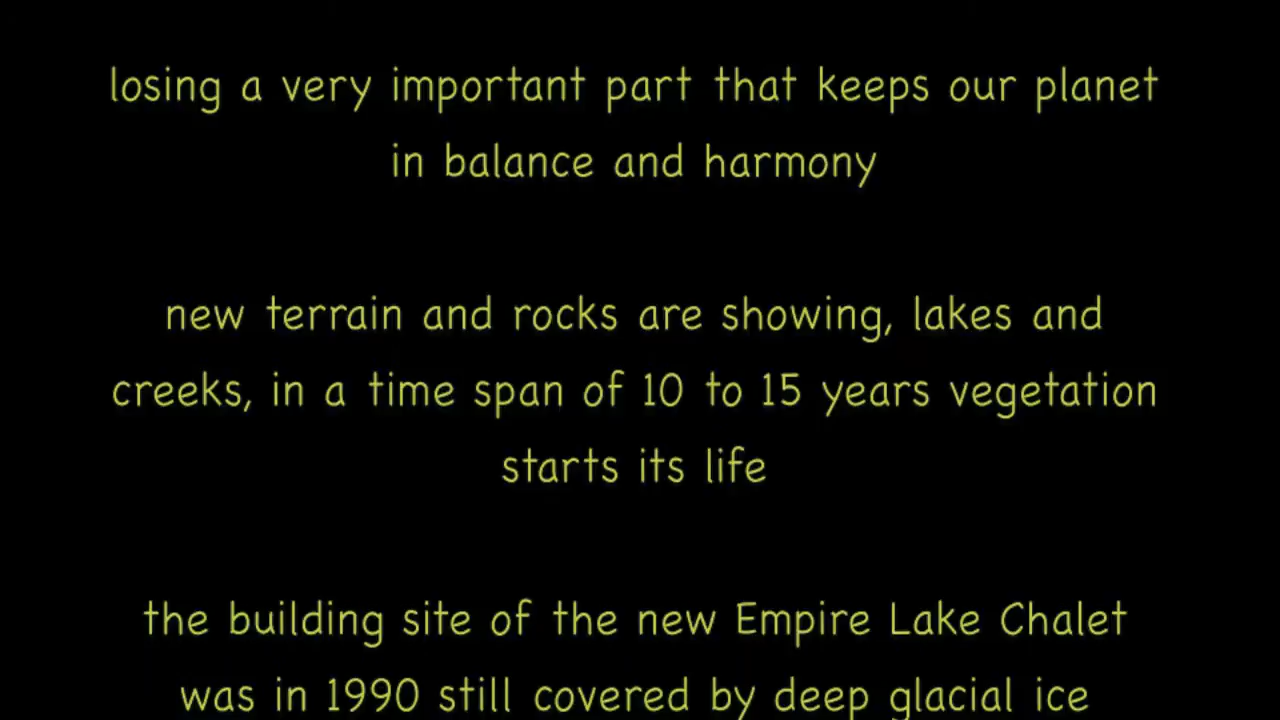 losing a very important part that keeps our planet
in balance and harmony
new terrain and rocks are showing, lakes and
creeks, in a time span of 10 to 15 years vegetation
starts its life
the building site of the new Empire Lake Chalet
was in 1990 still covered by deep glacial ice